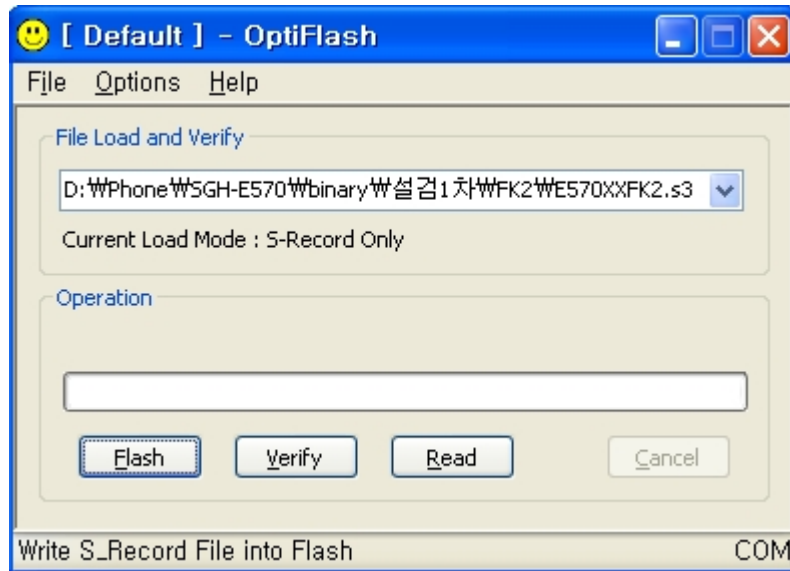 [ Default ] - OptiFlash
File Options Help
File Load and Verify
D:₩Phone₩SGH-E570₩binary₩설검1차₩FK2₩E570XXFK2.s3
Current Load Mode : S-Record Only
Operation
Flash Verify Read Cancel
Write S_Record File into Flash COM